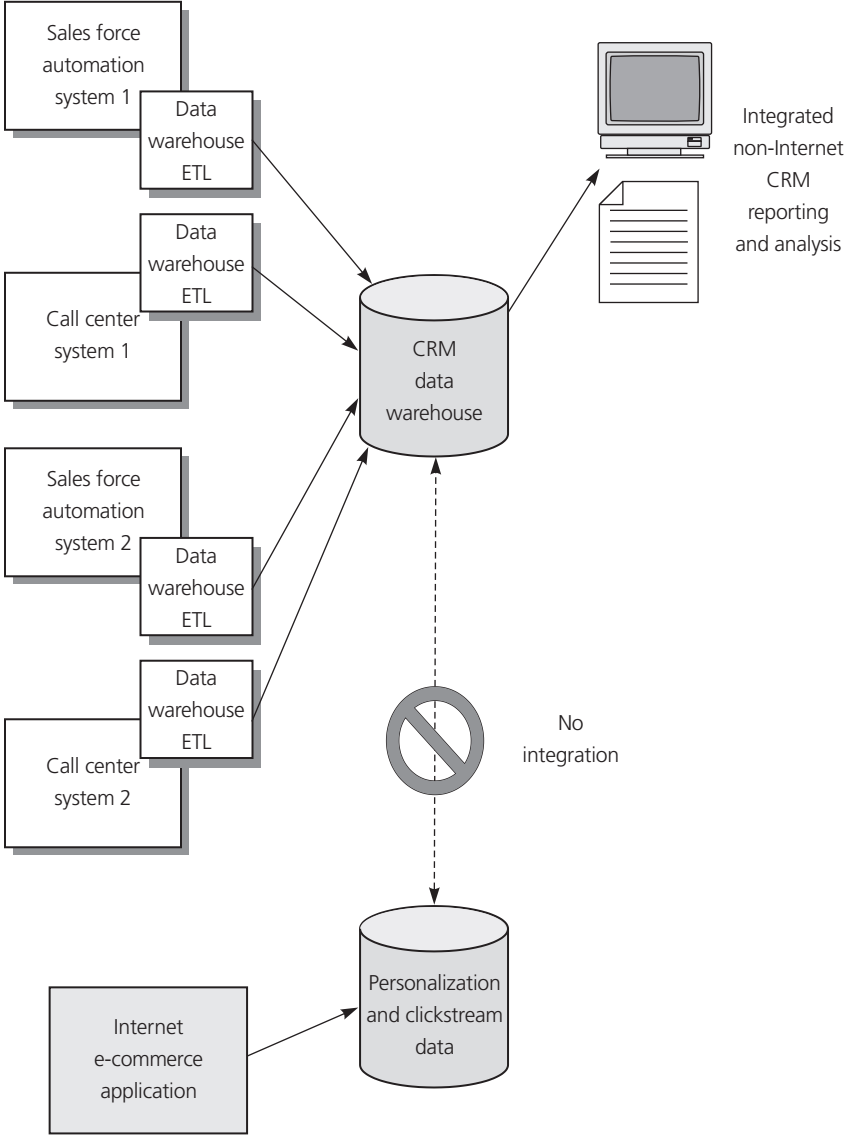 Sales force
automation
system 1
Data
warehouse
ETL
Data
warehouse
ETL
Call center
system 1
Sales force
automation
system 2
Data
warehouse
ETL
Data
warehouse
ETL
Call center
system 2
CRM
data
warehouse
Integrated
non-Internet
CRM
reporting
and analysis
No
integration
Personalization
and clickstream
data
Internet
e-commerce
application